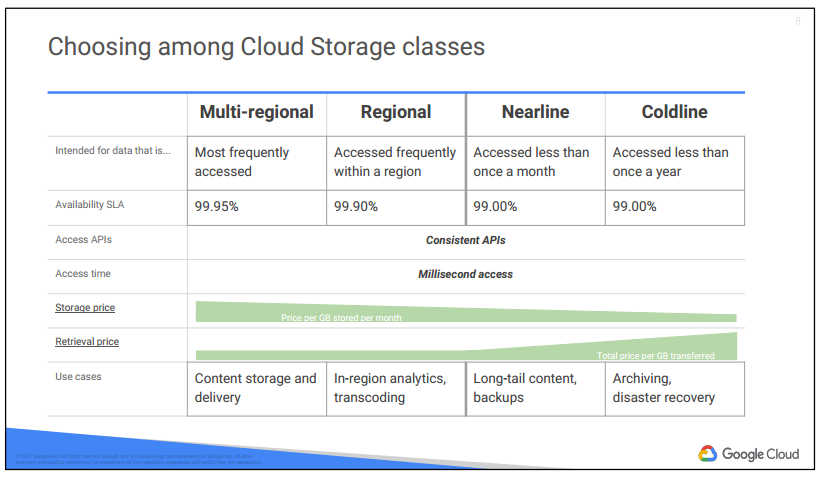 8
Choosing among Cloud Storage classes
Multi-regional Regional Nearline Coldline
Intended for data that is...
Most frequently
accessed
Accessed frequently
within a region
Accessed less than
once a month
Accessed less than
once a year
Availability SLA 99.95% 99.90% 99.00% 99.00%
Access APIs Consistent APIs
Access time Millisecond access
Storage price Price per GB stored per month
Retrieval price Total price per GB transferred
Use cases
Content storage and
delivery
In-region analytics,
transcoding
Long-tail content,
backups
Archiving,
disaster recovery
Google Cloud